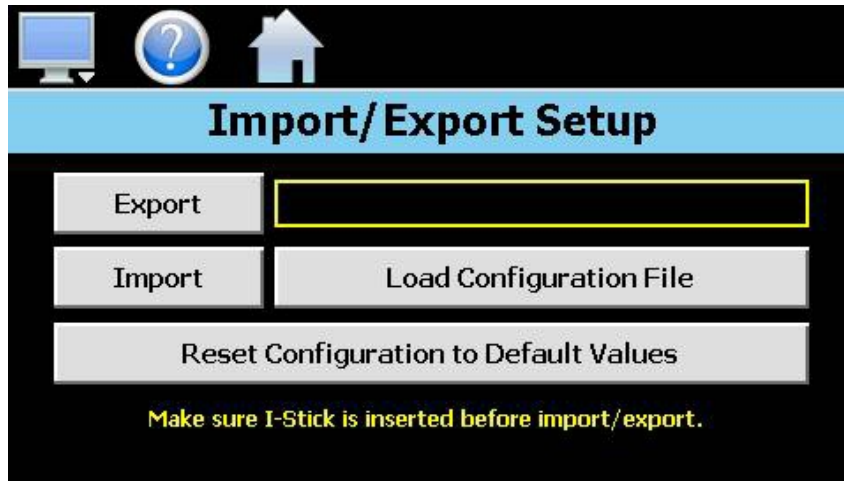 ?
Import/Export Setup
Export
Import Load Configuration File
Reset Configuration to Default Values
Make sure I-Stick is inserted before import/export.